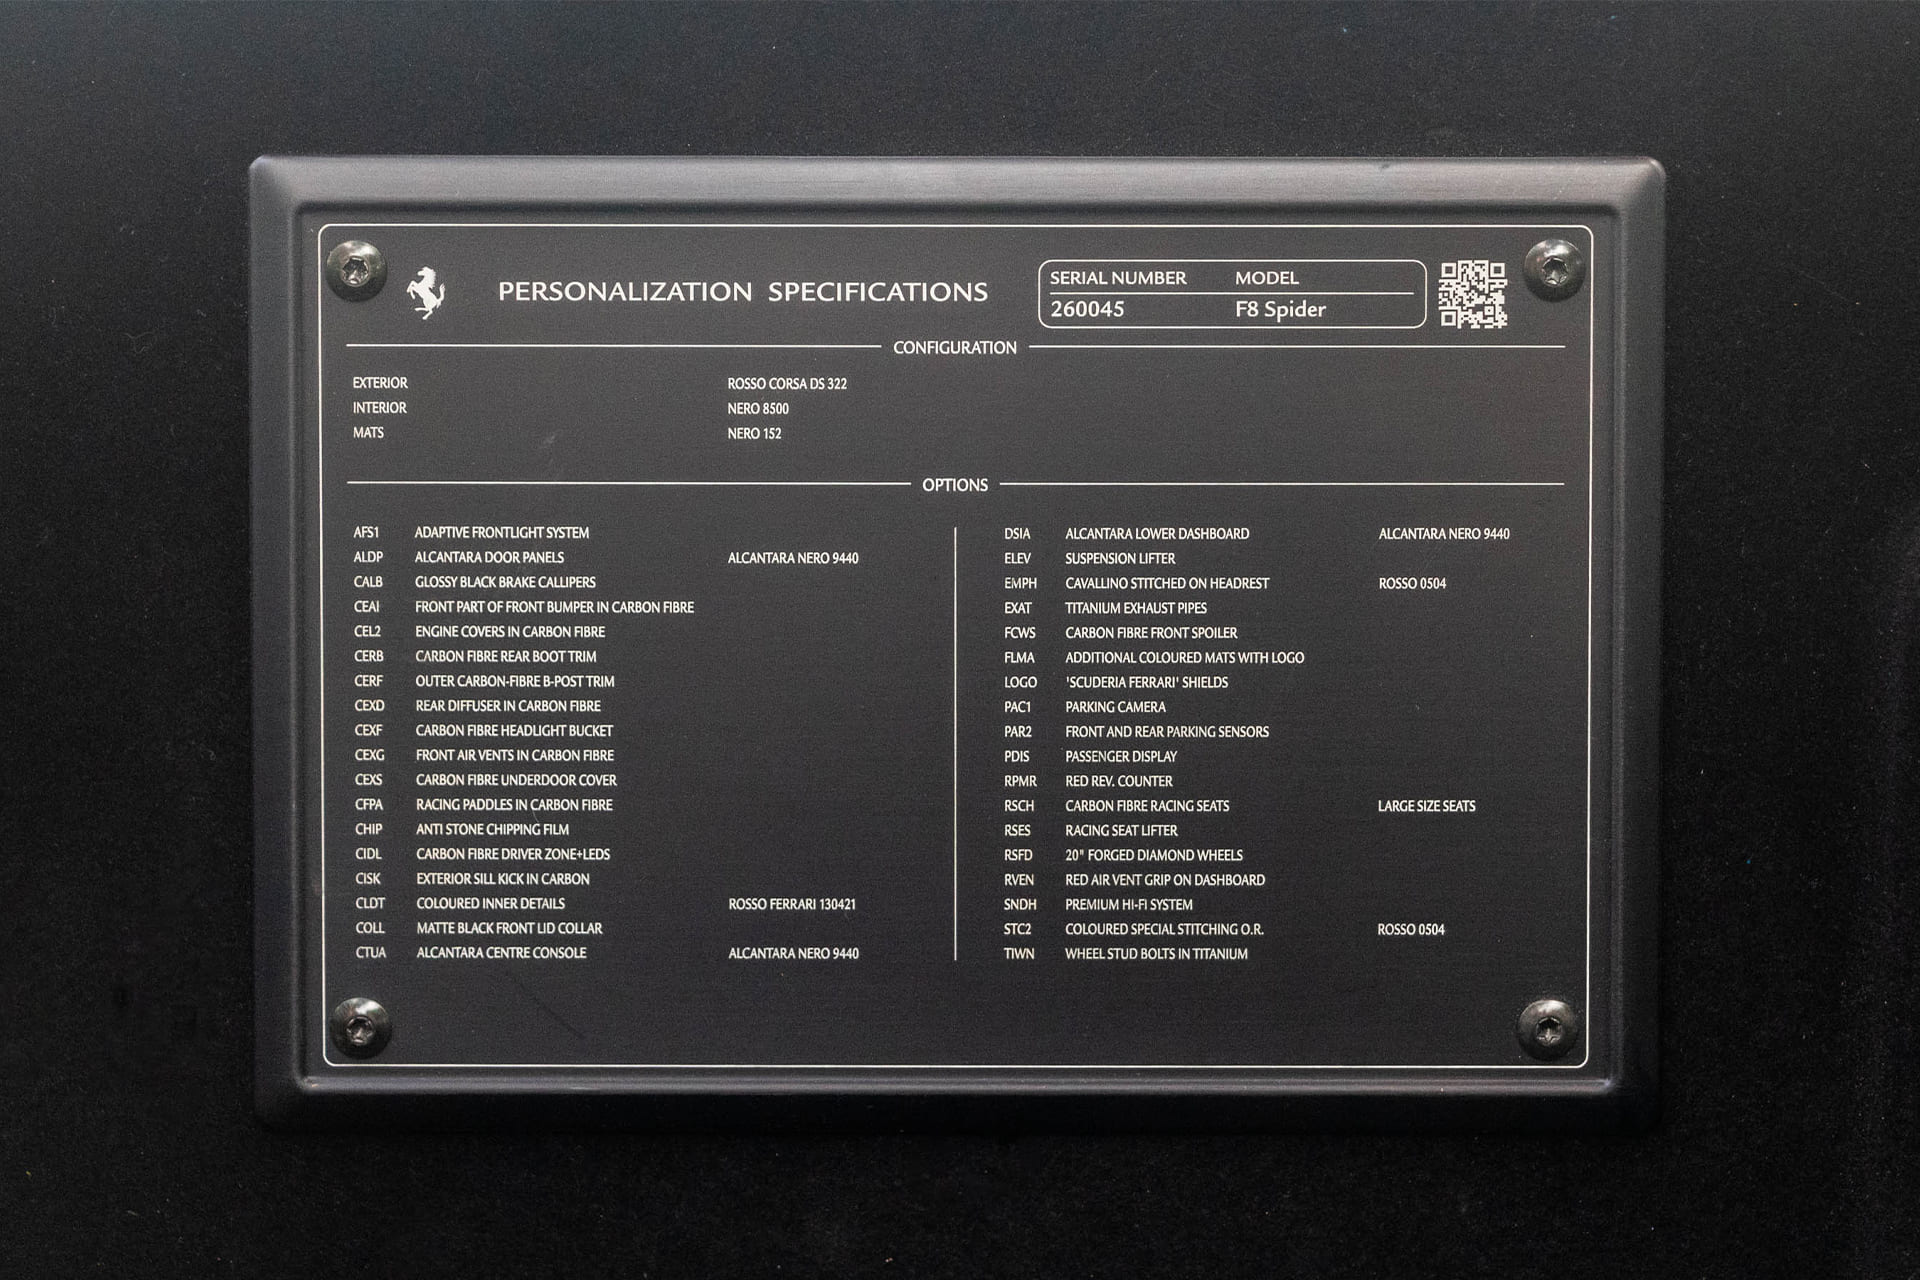 PERSONALIZATION SPECIFICATIONS
SERIAL NUMBER MODEL
260045 F8 Spider
CONFIGURATION
EXTERIOR ROSSO CORSA DS 322
INTERIOR NERO 8500
MATS NERO 152
OPTIONS
AFS1 ADAPTIVE FRONTLIGHT SYSTEM
ALDP ALCANTARA DOOR PANELS ALCANTARA NERO 9440
CALB GLOSSY BLACK BRAKE CALLIPERS
CEAI FRONT PART OF FRONT BUMPER IN CARBON FIBRE
CEL2 ENGINE COVERS IN CARBON FIBRE
CERB CARBON FIBRE REAR BOOT TRIM
CERF OUTER CARBON-FIBRE B-POST TRIM
CEXD REAR DIFFUSER IN CARBON FIBRE
CEXF CARBON FIBRE HEADLIGHT BUCKET
CEXG FRONT AIR VENTS IN CARBON FIBRE
CEXS CARBON FIBRE UNDERDOOR COVER
CFPA RACING PADDLES IN CARBON FIBRE
CHIP ANTI STONE CHIPPING FILM
CIDL CARBON FIBRE DRIVER ZONE+LEDS
CISK EXTERIOR SILL KICK IN CARBON
CLDT COLOURED INNER DETAILS ROSSO FERRARI 130421
COLL MATTE BLACK FRONT LID COLLAR
CTUA ALCANTARA CENTRE CONSOLE ALCANTARA NERO 9440
DSIA ALCANTARA LOWER DASHBOARD ALCANTARA NERO 9440
ELEV SUSPENSION LIFTER
EMPH CAVALLINO STITCHED ON HEADREST ROSSO 0504
EXAT TITANIUM EXHAUST PIPES
FCWS CARBON FIBRE FRONT SPOILER
FLMA ADDITIONAL COLOURED MATS WITH LOGO
LOGO 'SCUDERIA FERRARI' SHIELDS
PAC1 PARKING CAMERA
PAR2 FRONT AND REAR PARKING SENSORS
PDIS PASSENGER DISPLAY
RPMR RED REV. COUNTER
RSCH CARBON FIBRE RACING SEATS LARGE SIZE SEATS
RSES RACING SEAT LIFTER
RSFD 20" FORGED DIAMOND WHEELS
RVEN RED AIR VENT GRIP ON DASHBOARD
SNDH PREMIUM HI-FI SYSTEM
STC2 COLOURED SPECIAL STITCHING O.R. ROSSO 0504
TIWN WHEEL STUD BOLTS IN TITANIUM